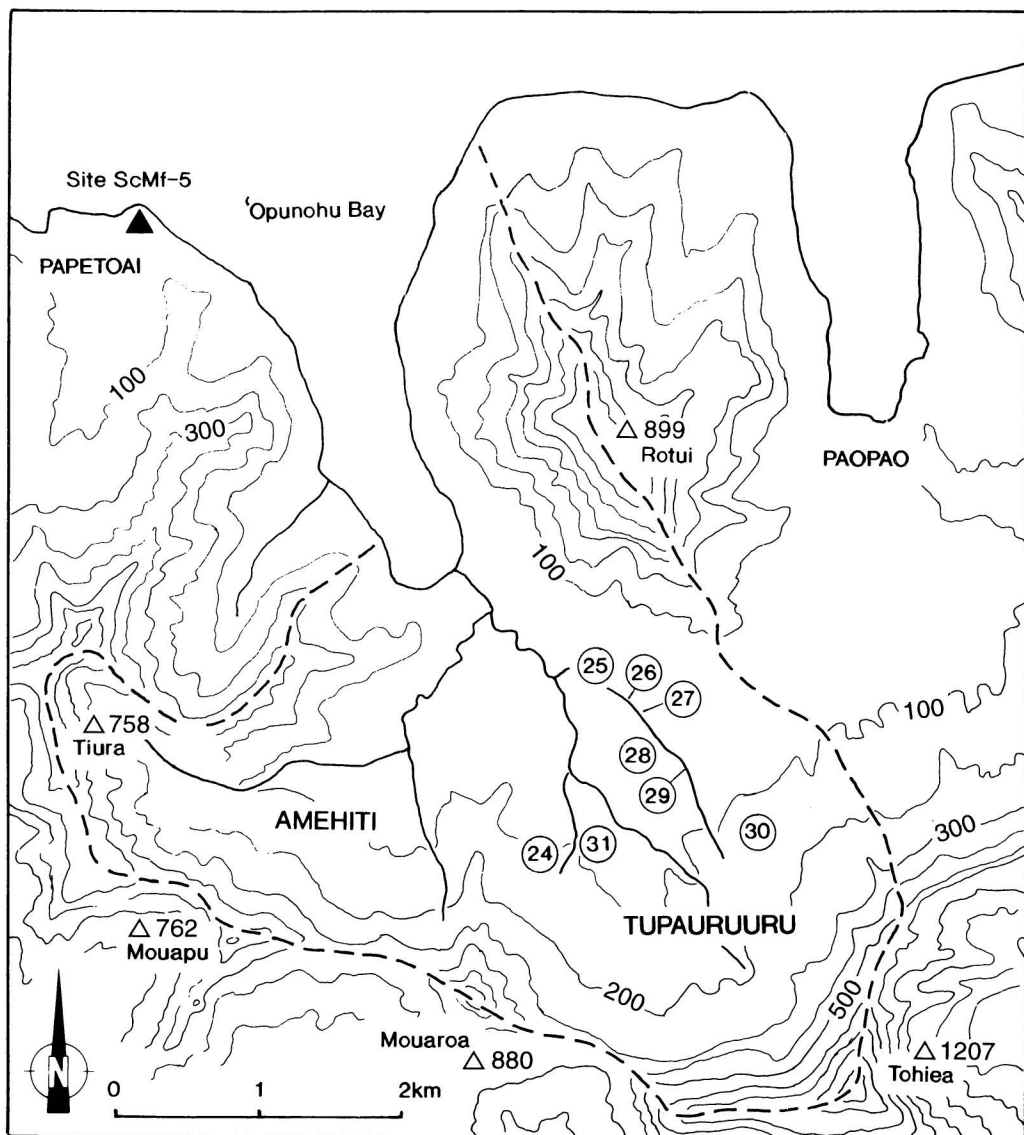 Site ScMf-5
ʻOpunohu Bay
PAPETOAI
100
300
899
Rotui
PAOPAO
100
25
26
27
100
758
Tiura
28
29
AMEHITI
24
31
30
300
TUPAURUURU
762
Mouapu
200
500
Mouaroa
880
1207
Tohiea
N
0 1 2km